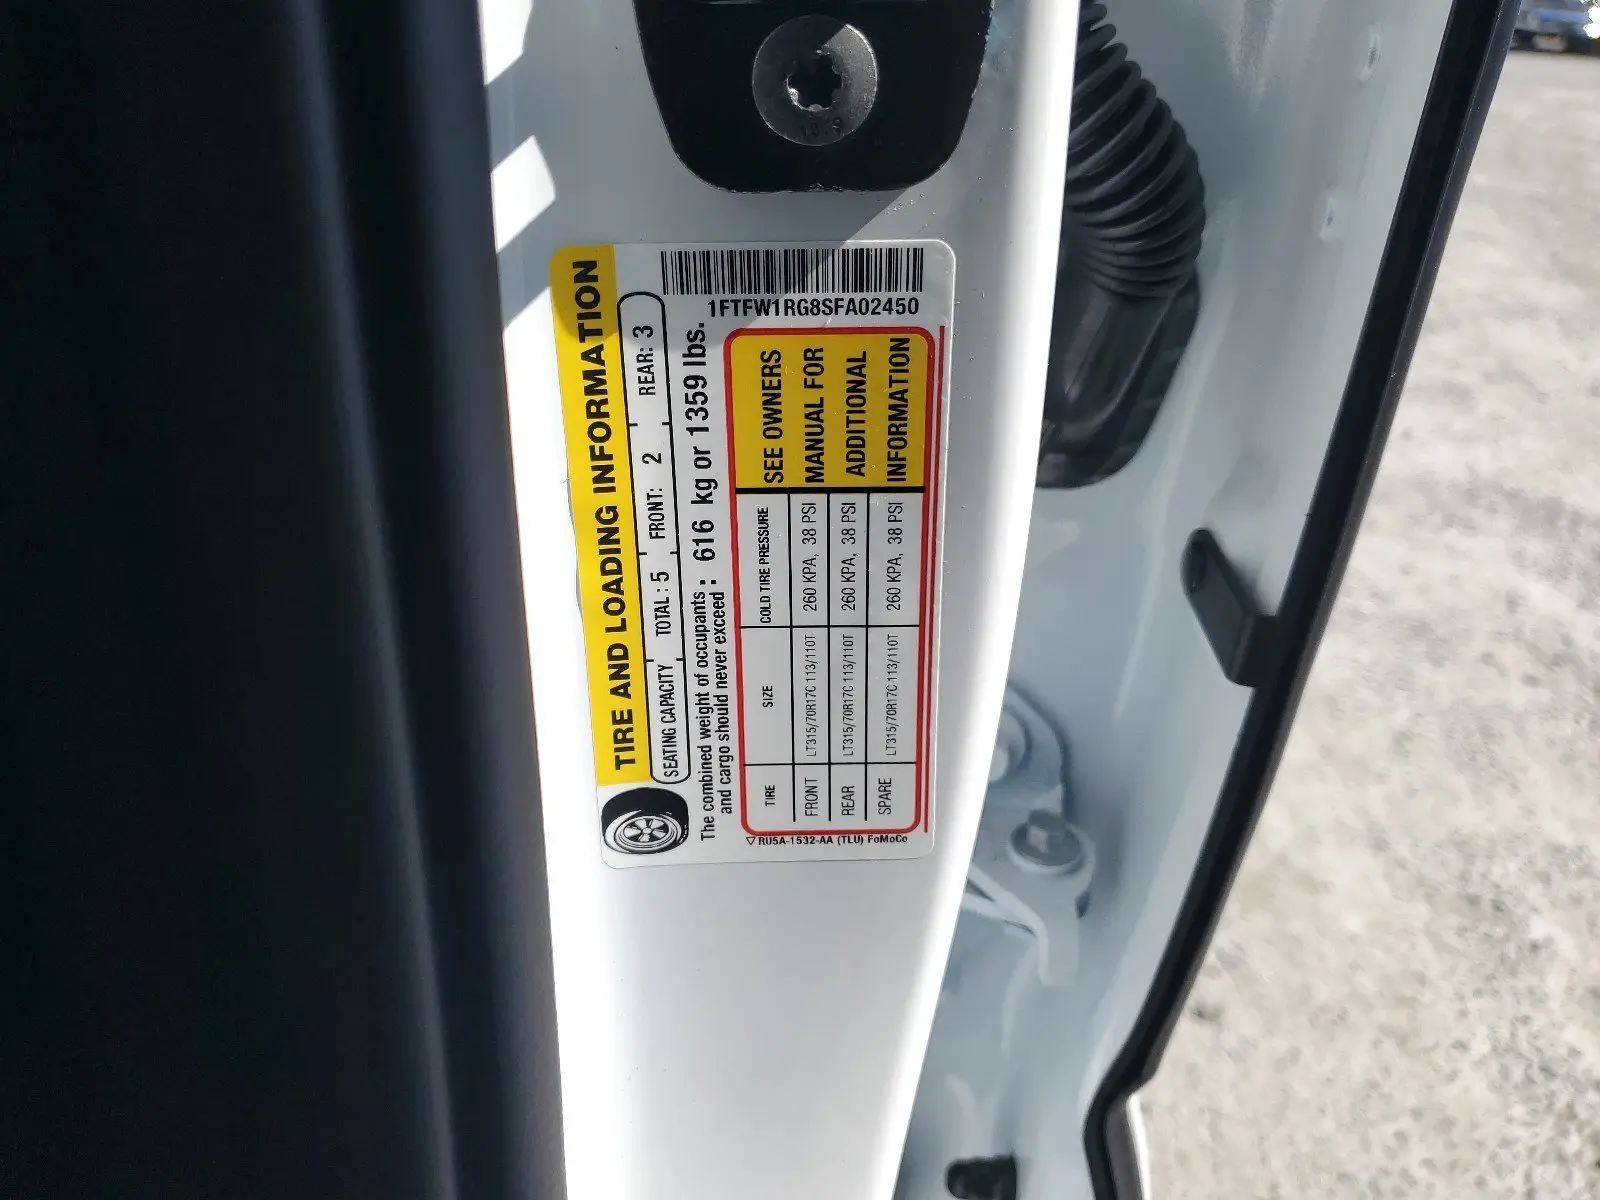 1FTFW1RG8SFA02450
TIRE AND LOADING INFORMATION
SEATING CAPACITY TOTAL : 5 FRONT: 2 REAR: 3
The combined weight of occupants : 616 kg or 1359 lbs.
and cargo should never exceed :
TIRE SIZE COLD TIRE PRESSURE
FRONT LT315/70R17C 113/110T 260 KPA, 38 PSI
REAR LT315/70R17C 113/110T 260 KPA, 38 PSI
SPARE LT315/70R17C 113/110T 260 KPA, 38 PSI
SEE OWNERS
MANUAL FOR
ADDITIONAL
INFORMATION
RU5A-1532-AA (TLU) FoMoCo